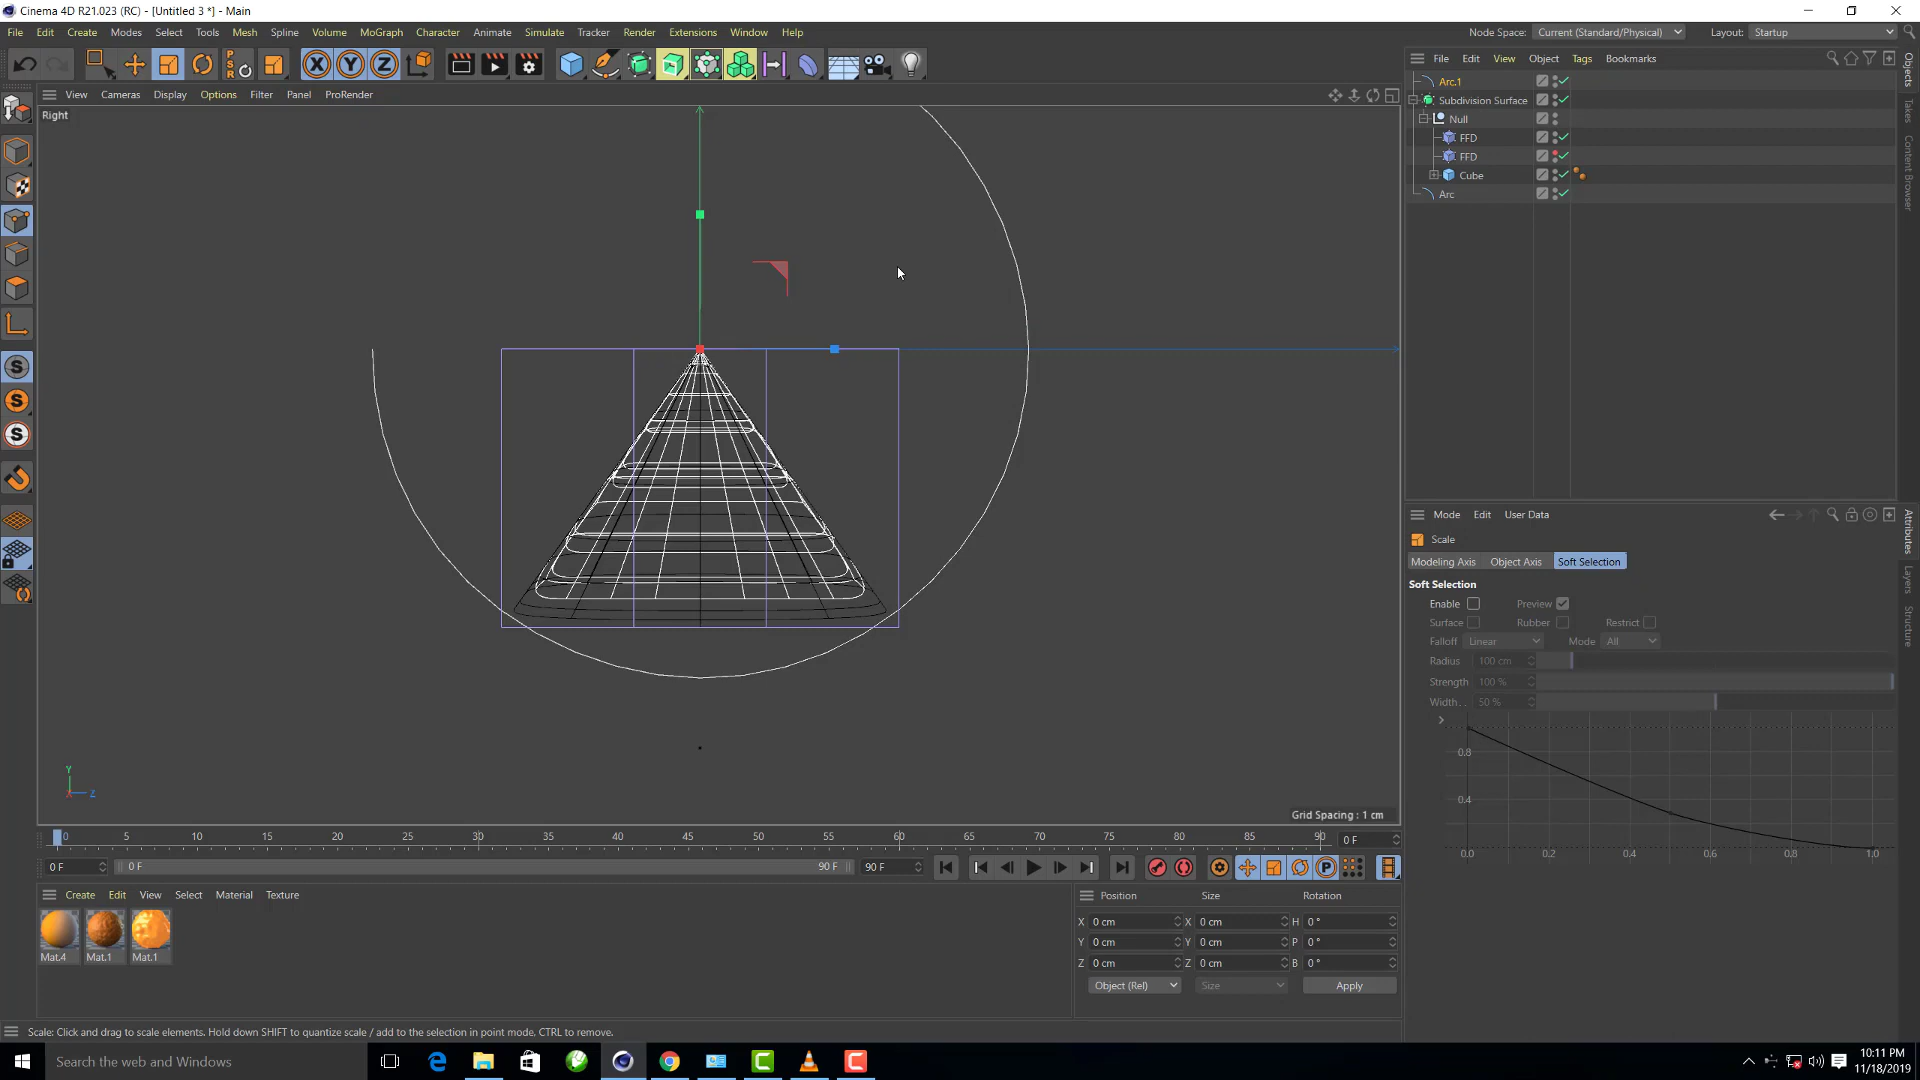 Cinema 4D R21.023 (RC) - [Untitled 3 *] - Main
File Edit Create Modes Select Tools Mesh Spline Volume MoGraph Character Animate Simulate Tracker Render Extensions Window Help
Node Space: Current (Standard/Physical) Layout: Startup
X Y Z
PSR
File Edit View Object Tags Bookmarks
View Cameras Display Options Filter Panel ProRender
Right
Arc.1
Subdivision Surface
Null
FFD
FFD
Cube
Arc
Objects
Takes
Content Browser
Mode Edit User Data
Scale
Modeling Axis Object Axis Soft Selection
Soft Selection
Enable Preview
Surface Rubber Restrict
Falloff Linear Mode All
Radius 100 cm
Strength 100 %
Width. . 50 %
0.8
0.4
0.0 0.2 0.4 0.6 0.8 1.0
Attributes
Layers
Structure
Y
Z
Grid Spacing : 1 cm
0 5 10 15 20 25 30 35 40 45 50 55 60 65 70 75 80 85 90 0 F
0 F 0 F 90 F 90 F
Create Edit View Select Material Texture
Mat.4 Mat.1 Mat.1
Position Size Rotation
X 0 cm X 0 cm H 0 °
Y 0 cm Y 0 cm P 0 °
Z 0 cm Z 0 cm B 0 °
Object (Rel) Size Apply
Scale: Click and drag to scale elements. Hold down SHIFT to quantize scale / add to the selection in point mode, CTRL to remove.
Search the web and Windows
10:11 PM
11/18/2019